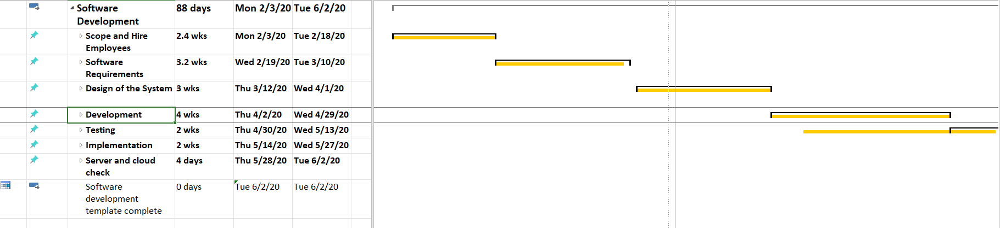 Software 88 days Mon 2/3/20 Tue 6/2/20
Development
Scope and Hire 2.4 wks Mon 2/3/20 Tue 2/18/20
Employees
Software 3.2 wks Wed 2/19/20 Tue 3/10/20
Requirements
Design of the System 3 wks Thu 3/12/20 Wed 4/1/20
Development 4 wks Thu 4/2/20 Wed 4/29/20
Testing 2 wks Thu 4/30/20 Wed 5/13/20
Implementation 2 wks Thu 5/14/20 Wed 5/27/20
Server and cloud 4 days Thu 5/28/20 Tue 6/2/20
check
Software 0 days Tue 6/2/20 Tue 6/2/20
development
template complete